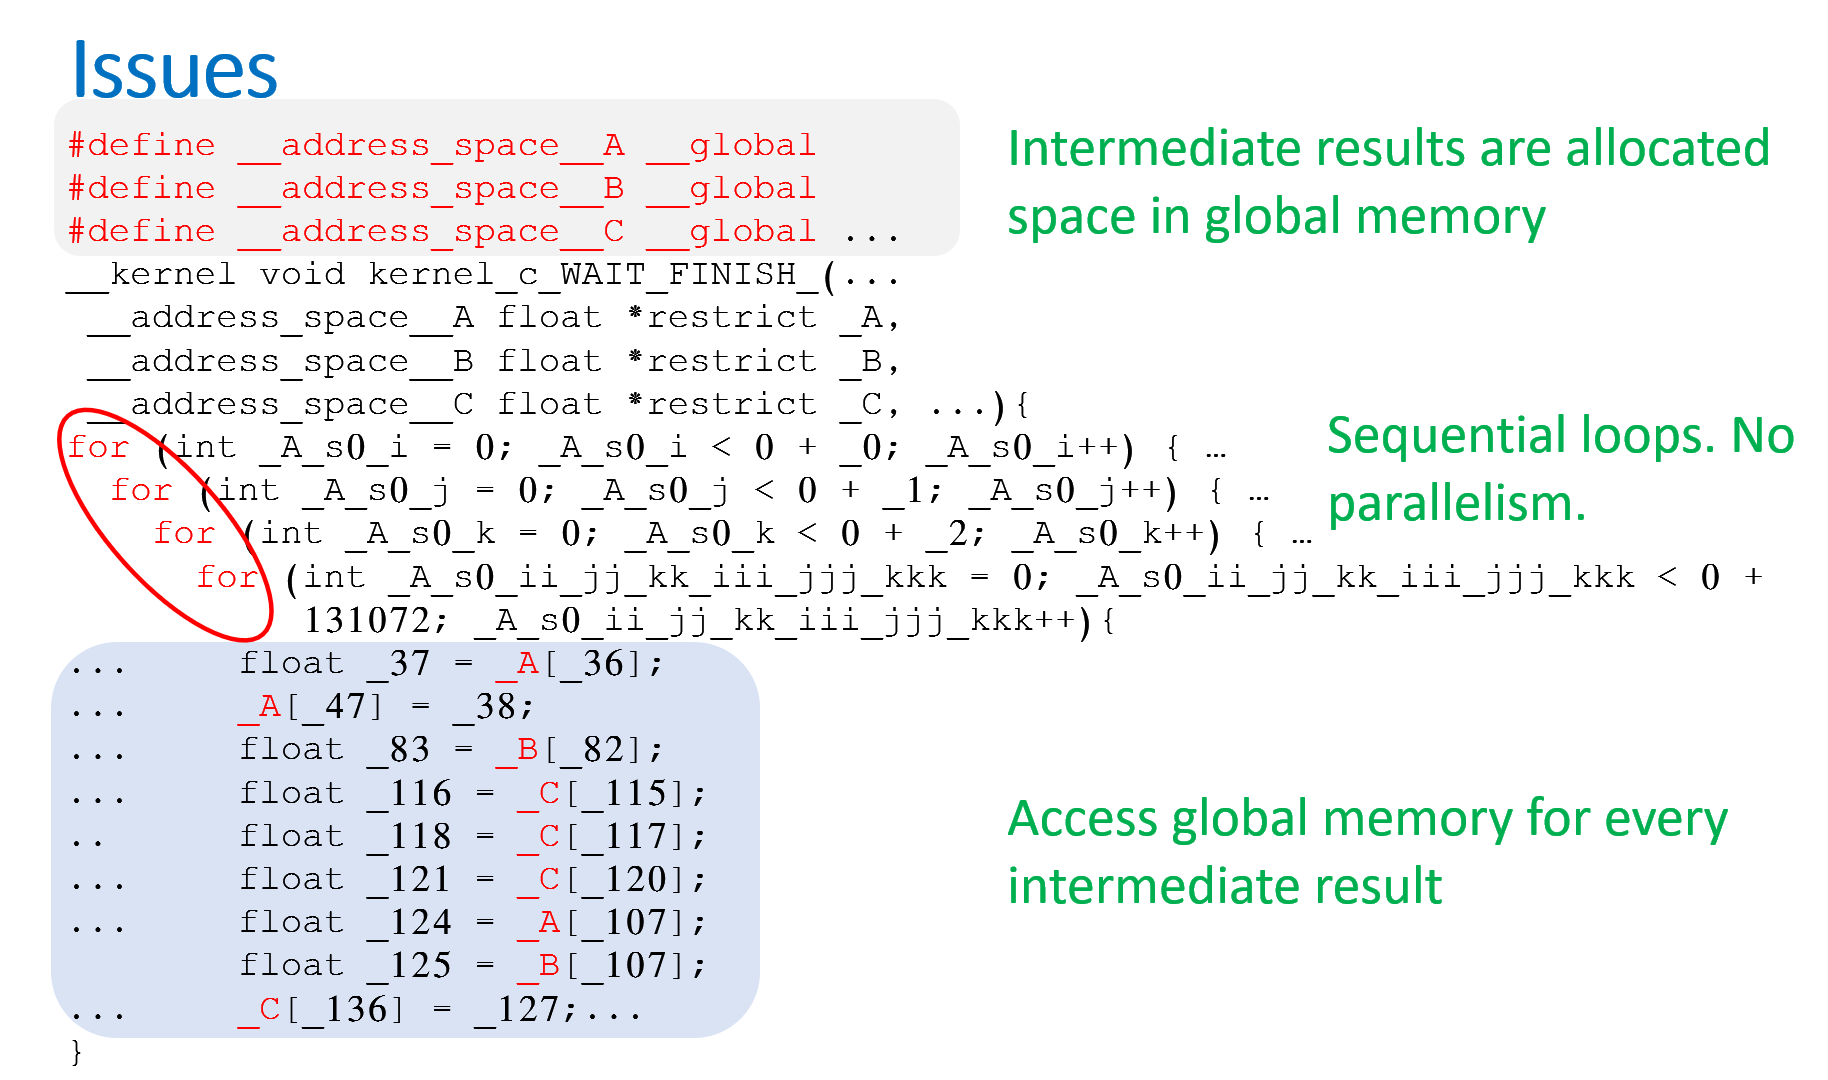 Issues
#define __address_space__A __global
#define __address_space__B __global
#define __address_space__C __global ...
__kernel void kernel_c_WAIT_FINISH_(...
__address_space__A float *restrict _A,
__address_space__B float *restrict _B,
__address_space__C float *restrict _C, ...){
for (int _A_s0_i = 0; _A_s0_i < 0 + _0; _A_s0_i++) { …
for (int _A_s0_j = 0; _A_s0_j < 0 + _1; _A_s0_j++) { …
for (int _A_s0_k = 0; _A_s0_k < 0 + _2; _A_s0_k++) { …
for (int _A_s0_ii_jj_kk_iii_jjj_kkk = 0; _A_s0_ii_jj_kk_iii_jjj_kkk < 0 +
131072; _A_s0_ii_jj_kk_iii_jjj_kkk++){
... float _37 = _A[_36];
... _A[_47] = _38;
... float _83 = _B[_82];
... float _116 = _C[_115];
.. float _118 = _C[_117];
... float _121 = _C[_120];
... float _124 = _A[_107];
float _125 = _B[_107];
... _C[_136] = _127;...
}
Intermediate results are allocated
space in global memory
Sequential loops. No
parallelism.
Access global memory for every
intermediate result